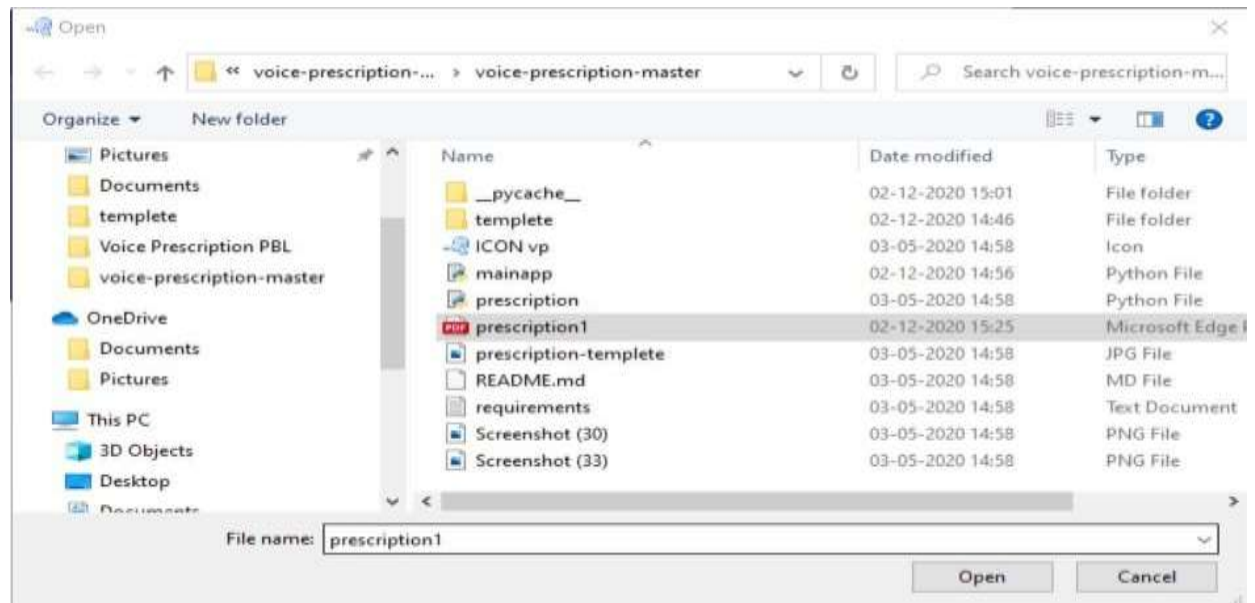 Open
« voice-prescription-... › voice-prescription-master
Search voice-prescription-m...
Organize
New folder
Pictures
Documents
templete
Voice Prescription PBL
voice-prescription-master
OneDrive
Documents
Pictures
This PC
3D Objects
Desktop
Documents
Name Date modified Type
__pycache__ 02-12-2020 15:01 File folder
templete 02-12-2020 14:46 File folder
ICON vp 03-05-2020 14:58 Icon
mainapp 02-12-2020 14:56 Python File
prescription 03-05-2020 14:58 Python File
PDF prescription1 02-12-2020 15:25 Microsoft Edge
prescription-templete 03-05-2020 14:58 JPG File
README.md 03-05-2020 14:58 MD File
requirements 03-05-2020 14:58 Text Document
Screenshot (30) 03-05-2020 14:58 PNG File
Screenshot (33) 03-05-2020 14:58 PNG File
File name: prescription1
Open Cancel